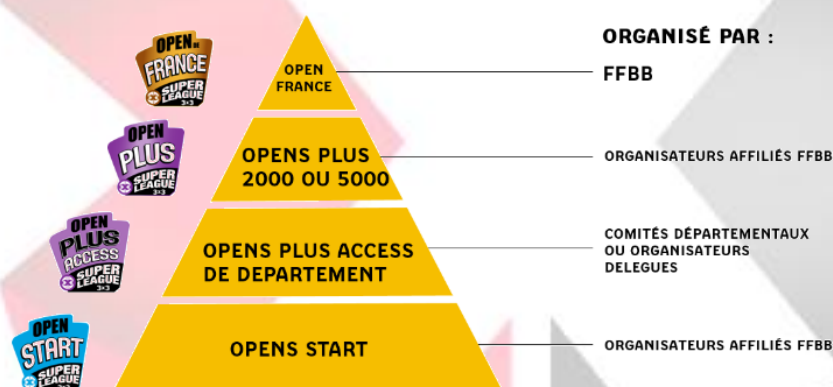 ORGANISÉ PAR :
OPEN DE
FRANCE
SUPER
LEAGUE
3×3
OPEN
FRANCE
FFBB
OPEN
PLUS
SUPER
LEAGUE
3×3
OPENS PLUS
2000 OU 5000
ORGANISATEURS AFFILIÉS FFBB
OPEN
PLUS
ACCESS
SUPER
LEAGUE
3×3
OPENS PLUS ACCESS
DE DEPARTEMENT
COMITÉS DÉPARTEMENTAUX
OU ORGANISATEURS
DELEGUES
OPEN
START
SUPER
LEAGUE
OPENS START
ORGANISATEURS AFFILIÉS FFBB